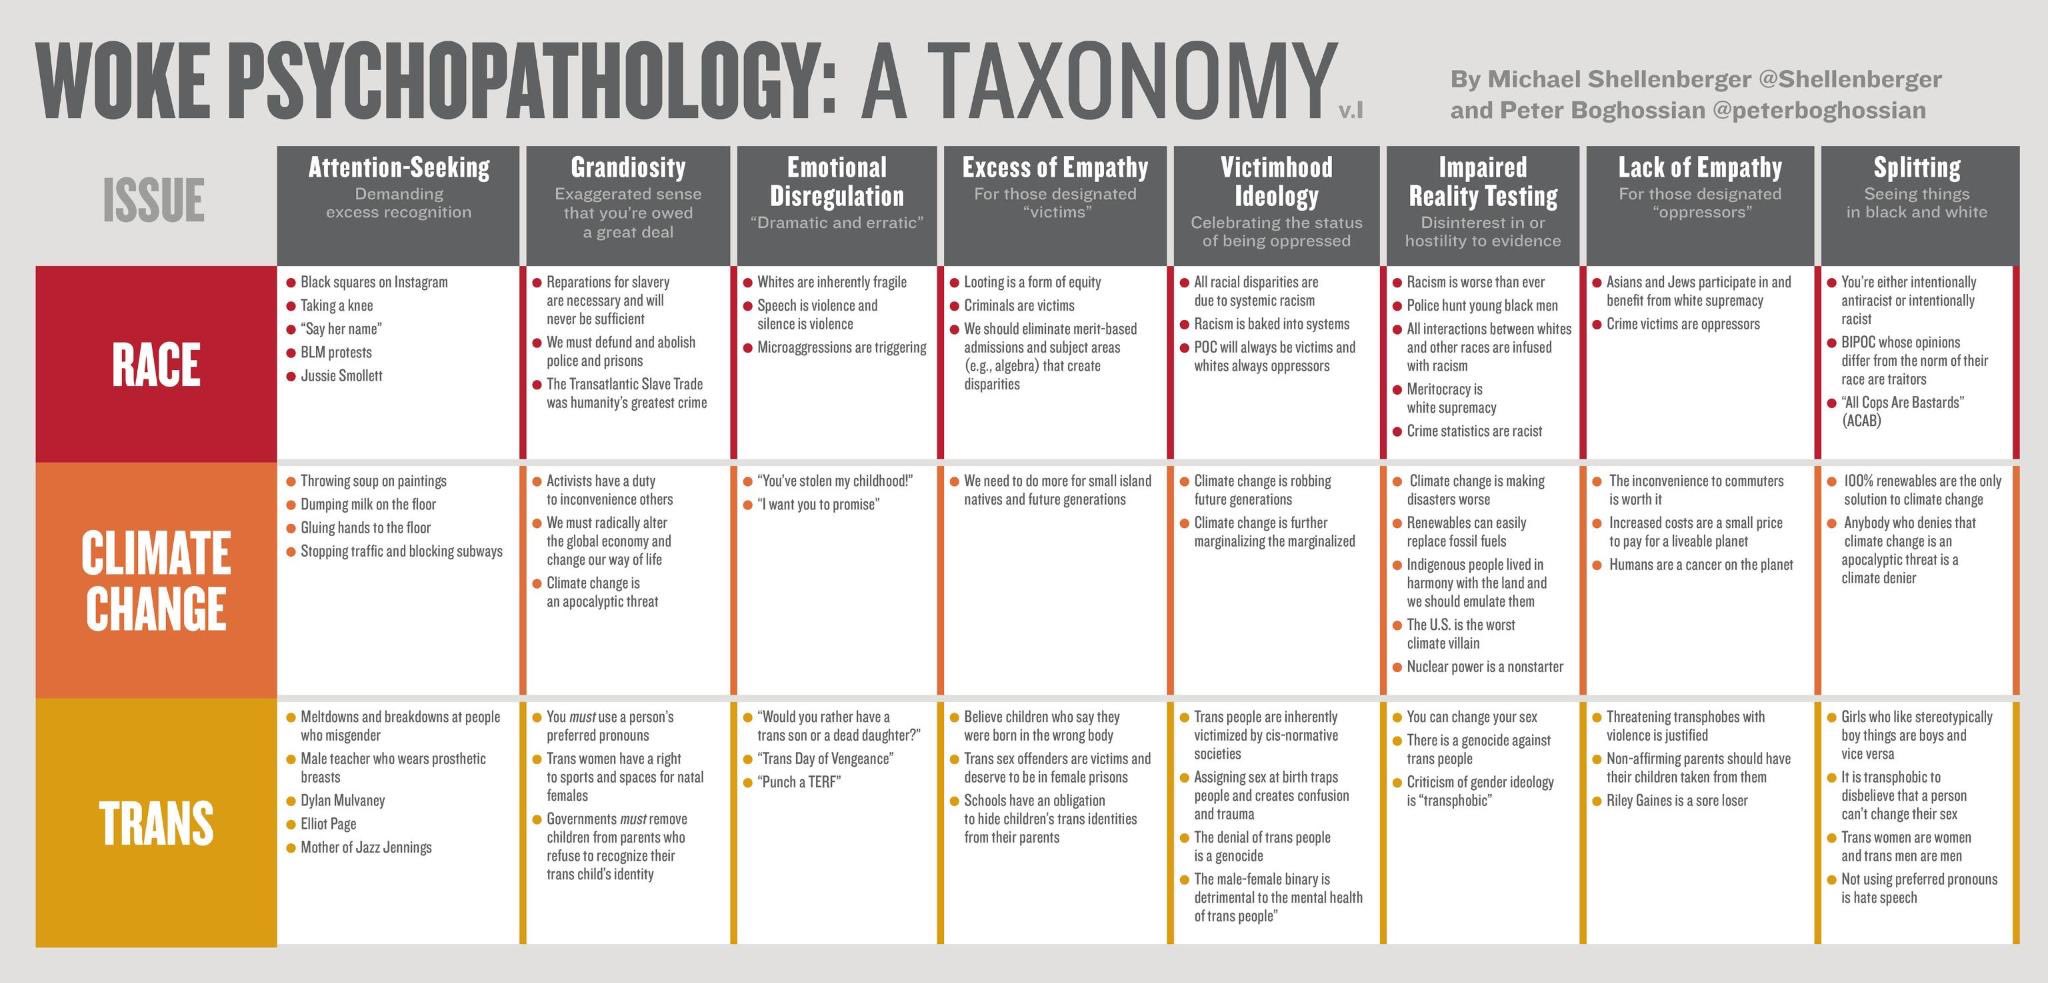 WOKE PSYCHOPATHOLOGY: A TAXONOMY v.1
By Michael Shellenberger @Shellenberger
and Peter Boghossian @peterboghossian
ISSUE
Attention-Seeking
Demanding
excess recognition
Grandiosity
Exaggerated sense
that you're owed
a great deal
Emotional
Disregulation
“Dramatic and erratic”
Excess of Empathy
For those designated
“victims”
Victimhood
Ideology
Celebrating the status
of being oppressed
Impaired
Reality Testing
Disinterest in or
hostility to evidence
Lack of Empathy
For those designated
“oppressors”
Splitting
Seeing things
in black and white
RACE
Black squares on Instagram
Taking a knee
“Say her name”
BLM protests
Jussie Smollett
Reparations for slavery
are necessary and will
never be sufficient
We must defund and abolish
police and prisons
The Transatlantic Slave Trade
was humanity's greatest crime
Whites are inherently fragile
Speech is violence and
silence is violence
Microaggressions are triggering
Looting is a form of equity
Criminals are victims
We should eliminate merit-based
admissions and subject areas
(e.g., algebra) that create
disparities
All racial disparities are
due to systemic racism
Racism is baked into systems
POC will always be victims and
whites always oppressors
Racism is worse than ever
Police hunt young black men
All interactions between whites
and other races are infused
with racism
Meritocracy is
white supremacy
Crime statistics are racist
Asians and Jews participate in and
benefit from white supremacy
Crime victims are oppressors
You're either intentionally
antiracist or intentionally
racist
BIPOC whose opinions
differ from the norm of their
race are traitors
“All Cops Are Bastards”
(ACAB)
CLIMATE
CHANGE
Throwing soup on paintings
Dumping milk on the floor
Gluing hands to the floor
Stopping traffic and blocking subways
Activists have a duty
to inconvenience others
We must radically alter
the global economy and
change our way of life
Climate change is
an apocalyptic threat
“You've stolen my childhood!”
“I want you to promise”
We need to do more for small island
natives and future generations
Climate change is robbing
future generations
Climate change is further
marginalizing the marginalized
Climate change is making
disasters worse
Renewables can easily
replace fossil fuels
Indigenous people lived in
harmony with the land and
we should emulate them
The U.S. is the worst
climate villain
Nuclear power is a nonstarter
The inconvenience to commuters
is worth it
Increased costs are a small price
to pay for a liveable planet
Humans are a cancer on the planet
100% renewables are the only
solution to climate change
Anybody who denies that
climate change is an
apocalyptic threat is a
climate denier
TRANS
Meltdowns and breakdowns at people
who misgender
Male teacher who wears prosthetic
breasts
Dylan Mulvaney
Elliot Page
Mother of Jazz Jennings
You must use a person's
preferred pronouns
Trans women have a right
to sports and spaces for natal
females
Governments must remove
children from parents who
refuse to recognize their
trans child's identity
“Would you rather have a
trans son or a dead daughter?”
“Trans Day of Vengeance”
“Punch a TERF”
Believe children who say they
were born in the wrong body
Trans sex offenders are victims and
deserve to be in female prisons
Schools have an obligation
to hide children's trans identities
from their parents
Trans people are inherently
victimized by cis-normative
societies
Assigning sex at birth traps
people and creates confusion
and trauma
The denial of trans people
is a genocide
The male-female binary is
detrimental to the mental health
of trans people”
You can change your sex
There is a genocide against
trans people
Criticism of gender ideology
is “transphobic”
Threatening transphobes with
violence is justified
Non-affirming parents should have
their children taken from them
Riley Gaines is a sore loser
Girls who like stereotypically
boy things are boys and
vice versa
It is transphobic to
disbelieve that a person
can't change their sex
Trans women are women
and trans men are men
Not using preferred pronouns
is hate speech